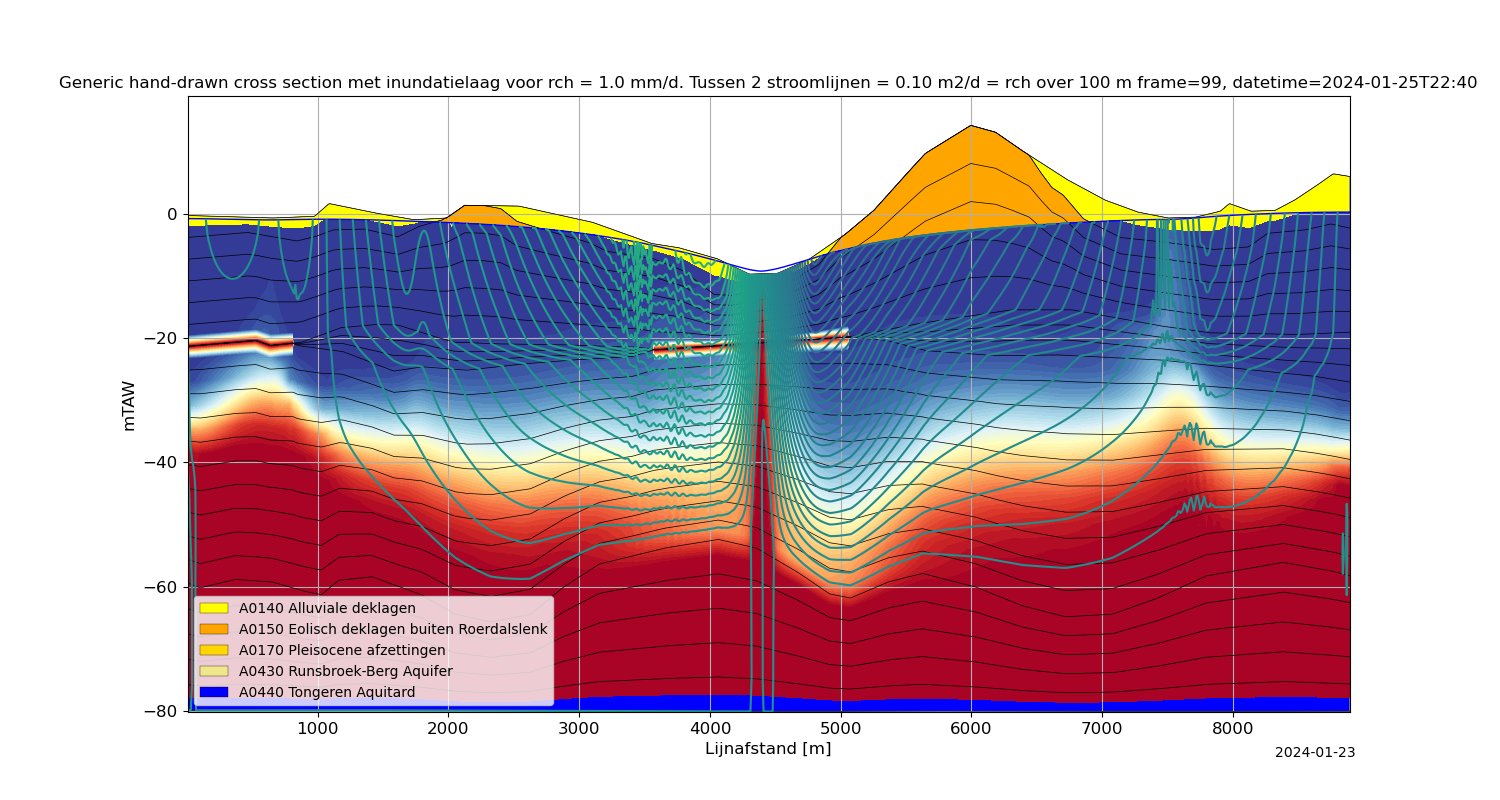 Generic hand-drawn cross section met inundatielaag voor rch = 1.0 mm/d. Tussen 2 stroomlijnen = 0.10 m2/d = rch over 100 m frame=99, datetime=2024-01-25T22:40
mTAW
0
−20
−40
−60
−80
A0140 Alluviale deklagen
A0150 Eolisch deklagen buiten Roerdalslenk
A0170 Pleisocene afzettingen
A0430 Runsbroek-Berg Aquifer
A0440 Tongeren Aquitard
1000 2000 3000 4000 5000 6000 7000 8000
Lijnafstand [m]
2024-01-23